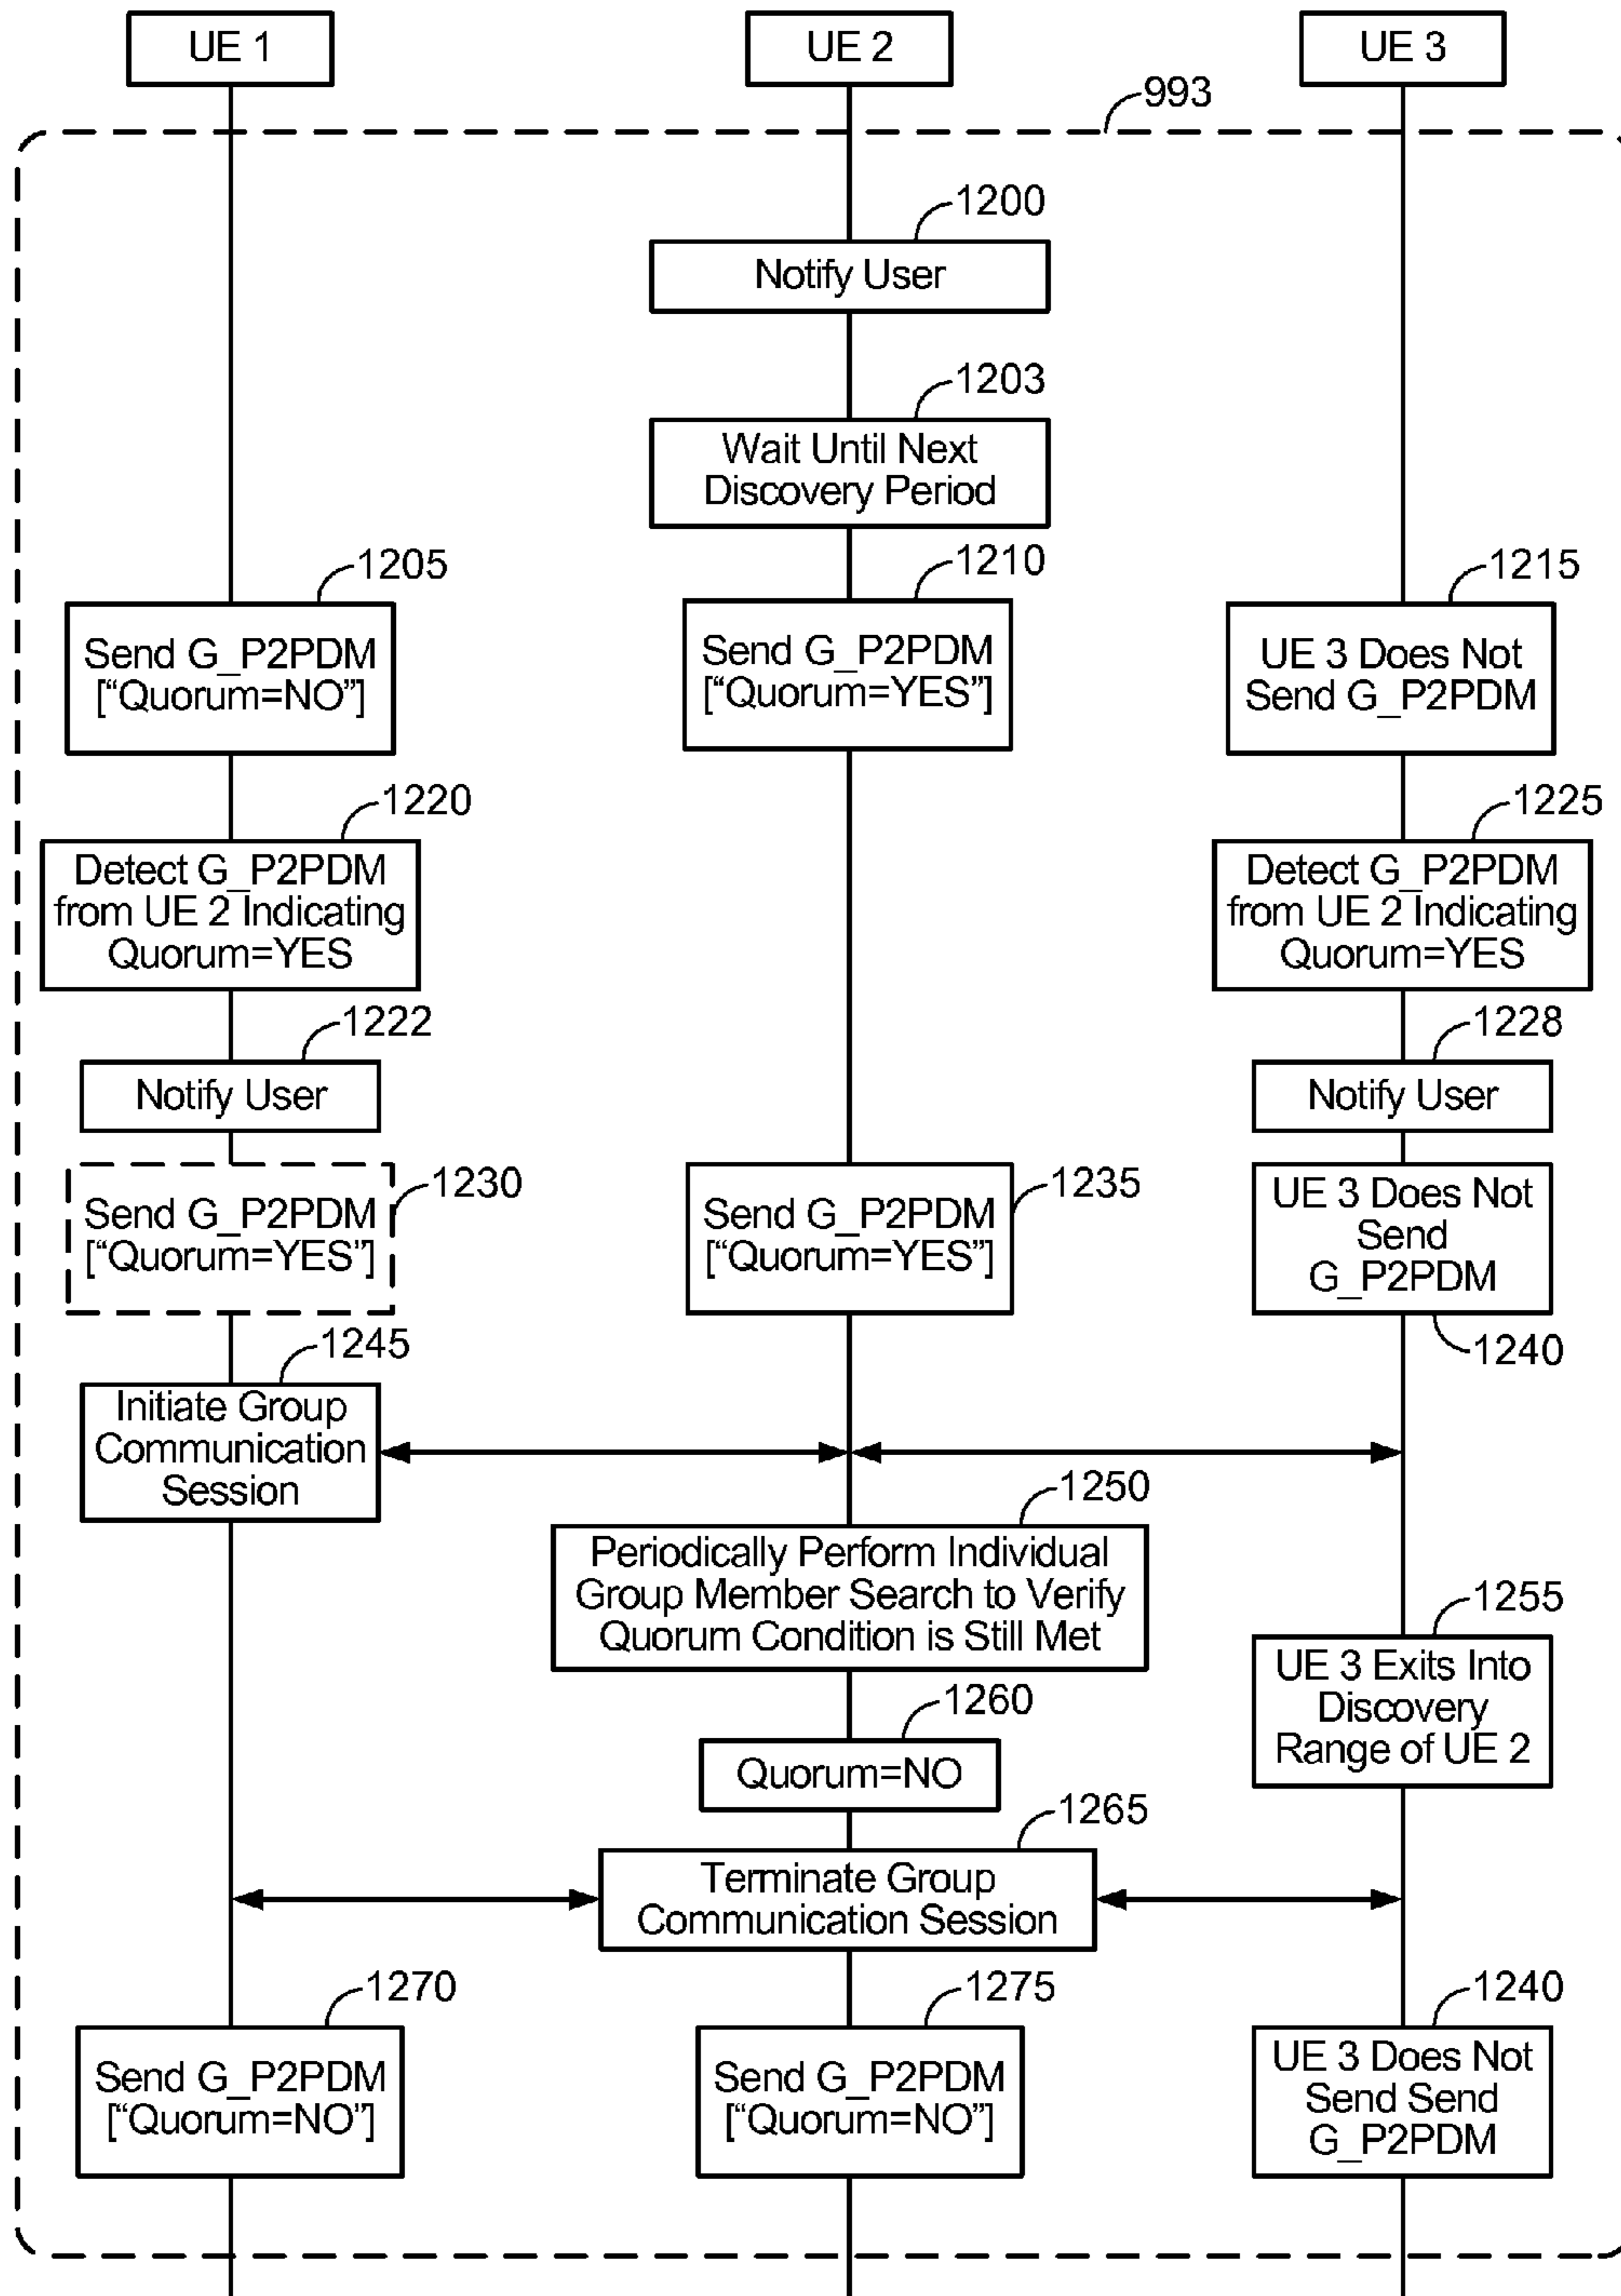 UE 1
UE 2
UE 3
993
1200
Notify User
1203
Wait Until Next
Discovery Period
1205
Send G_P2PDM
[“Quorum=NO”]
1210
Send G_P2PDM
[“Quorum=YES”]
1215
UE 3 Does Not
Send G_P2PDM
1220
Detect G_P2PDM
from UE 2 Indicating
Quorum=YES
1225
Detect G_P2PDM
from UE 2 Indicating
Quorum=YES
1222
Notify User
1228
Notify User
1230
Send G_P2PDM
[“Quorum=YES”]
1235
Send G_P2PDM
[“Quorum=YES”]
UE 3 Does Not
Send
G_P2PDM
1240
1245
Initiate Group
Communication
Session
1250
Periodically Perform Individual
Group Member Search to Verify
Quorum Condition is Still Met
1255
UE 3 Exits Into
Discovery
Range of UE 2
1260
Quorum=NO
1265
Terminate Group
Communication Session
1270
Send G_P2PDM
[“Quorum=NO”]
1275
Send G_P2PDM
[“Quorum=NO”]
1240
UE 3 Does Not
Send Send
G_P2PDM